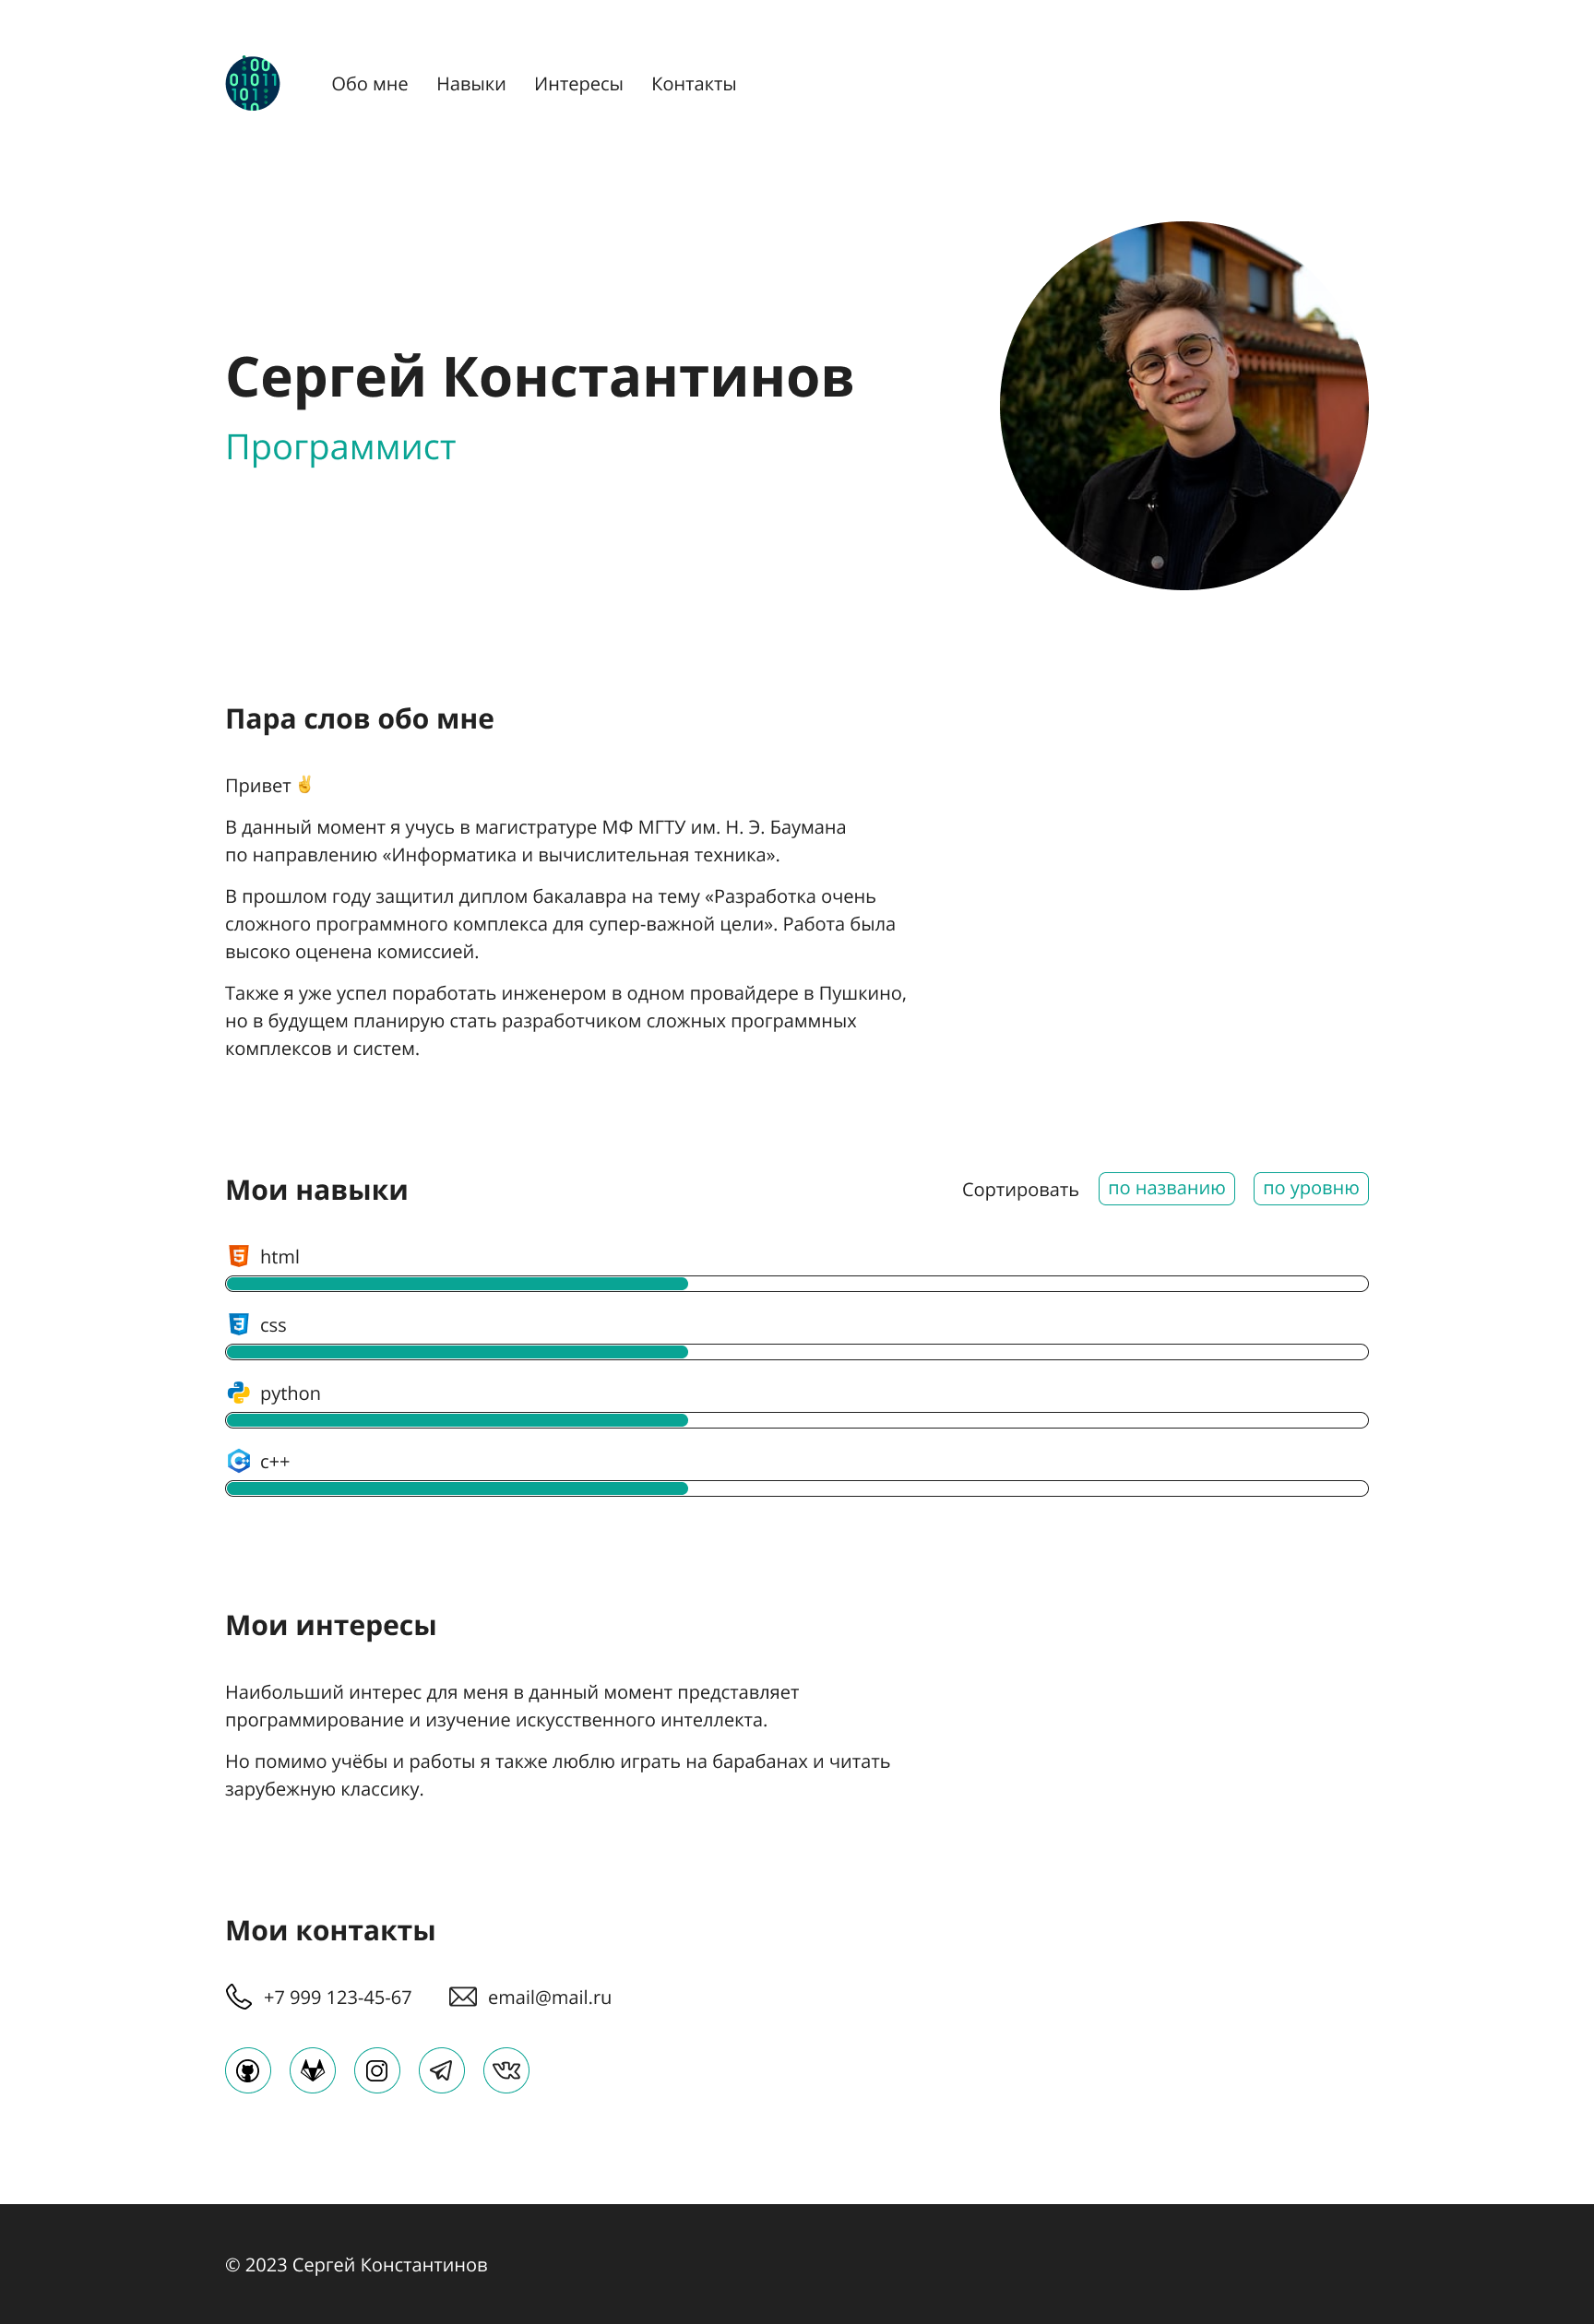 100
01011
101
10
Обо мне Навыки Интересы Контакты
Сергей Константинов
Программист
Пара слов обо мне
Привет ✌
В данный момент я учусь в магистратуре МФ МГТУ им. Н. Э. Баумана
по направлению «Информатика и вычислительная техника».
В прошлом году защитил диплом бакалавра на тему «Разработка очень
сложного программного комплекса для супер-важной цели». Работа была
высоко оценена комиссией.
Также я уже успел поработать инженером в одном провайдере в Пушкино,
но в будущем планирую стать разработчиком сложных программных
комплексов и систем.
Мои навыки
Сортировать по названию по уровню
html
css
python
c++
Мои интересы
Наибольший интерес для меня в данный момент представляет
программирование и изучение искусственного интеллекта.
Но помимо учёбы и работы я также люблю играть на барабанах и читать
зарубежную классику.
Мои контакты
+7 999 123-45-67 email@mail.ru
© 2023 Сергей Константинов